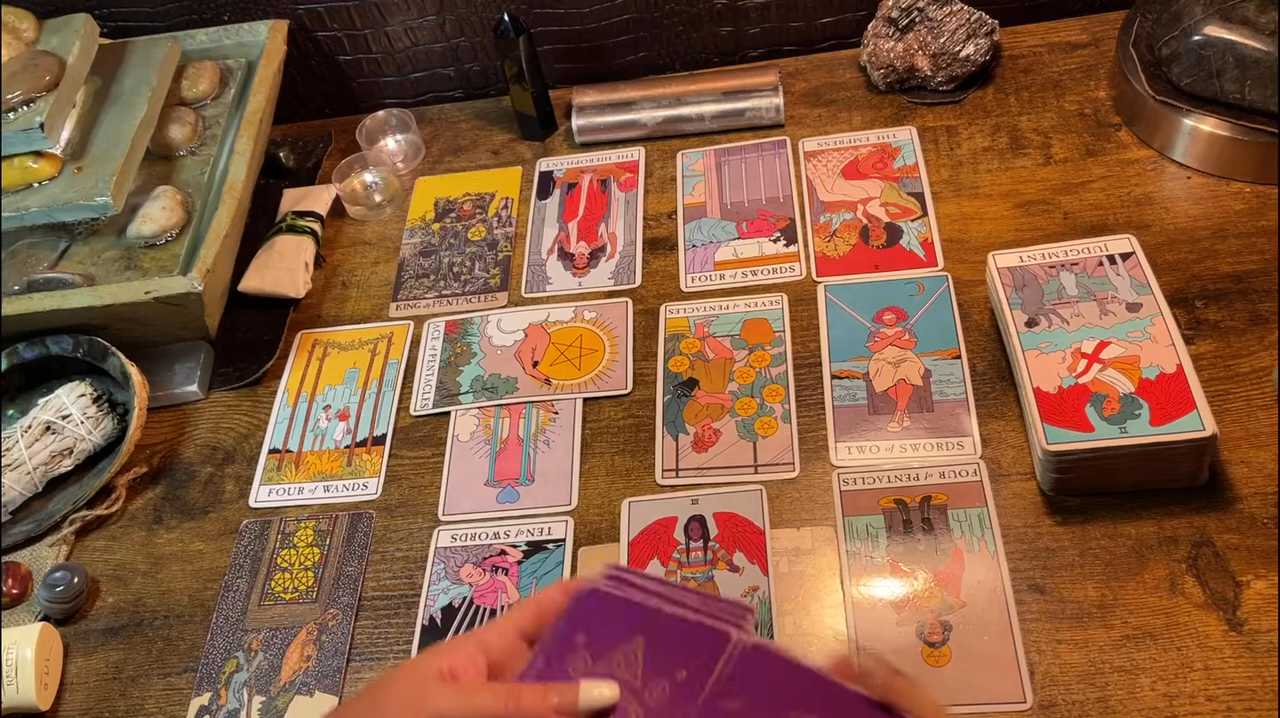 THE HIEROPHANT
V
THE EMPRESS
III
KING of PENTACLES.
FOUR of SWORDS
JUDGEMENT
ACE of PENTACLES
SEVEN of PENTACLES
FOUR of WANDS
TWO of SWORDS
FOUR of PENTACLES
TEN of SWORDS